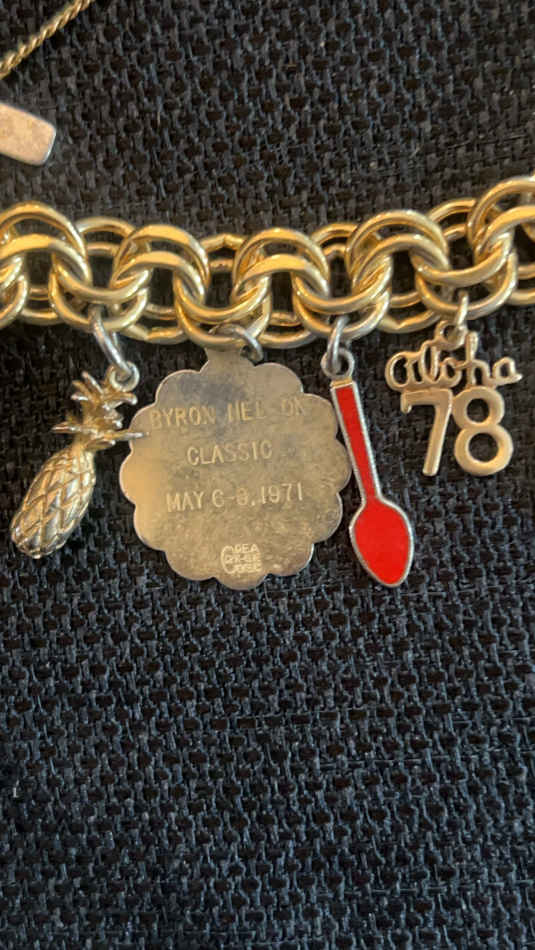 BYRON NELSON
CLASSIC
MAY 6-9, 1971
aloha
78